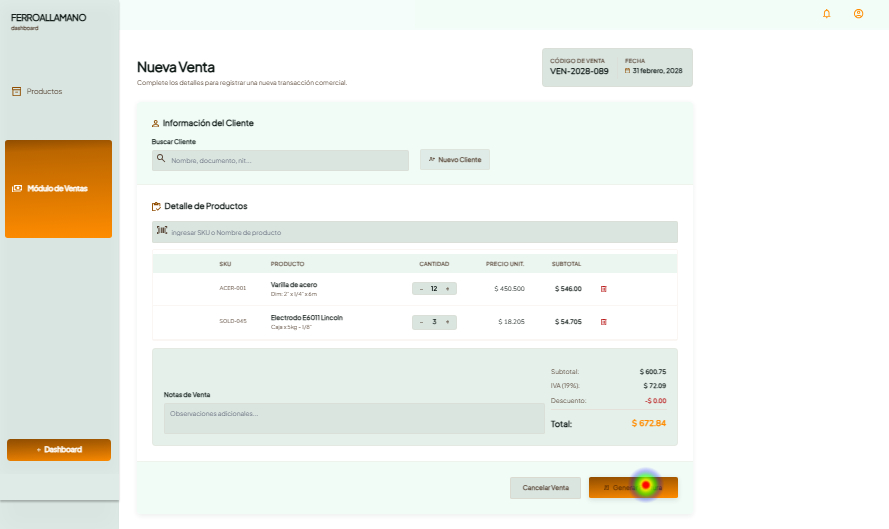 FERROALLAMANO
dashboard
Productos
Módulo de Ventas
+ Dashboard
Nueva Venta
Complete los detalles para registrar una nueva transacción comercial.
CÓDIGO DE VENTA
VEN-2028-089
FECHA
31 febrero, 2028
Información del Cliente
Buscar Cliente
Nombre, documento, nit...
Nuevo Cliente
Detalle de Productos
ingresar SKU o Nombre de producto
SKU PRODUCTO CANTIDAD PRECIO UNIT. SUBTOTAL
ACER-001 Varilla de acero - 12 + $ 450.500 $ 546.00
Dim: 2" x 1/4" x 6m
SOLD-045 Electrodo E6011 Lincoln - 3 + $ 18.205 $ 54.705
Caja x 5kg - 1/8"
Notas de Venta
Observaciones adicionales...
Subtotal: $ 600.75
IVA (19%): $ 72.09
Descuento: -$ 0.00
Total: $ 672.84
Cancelar Venta